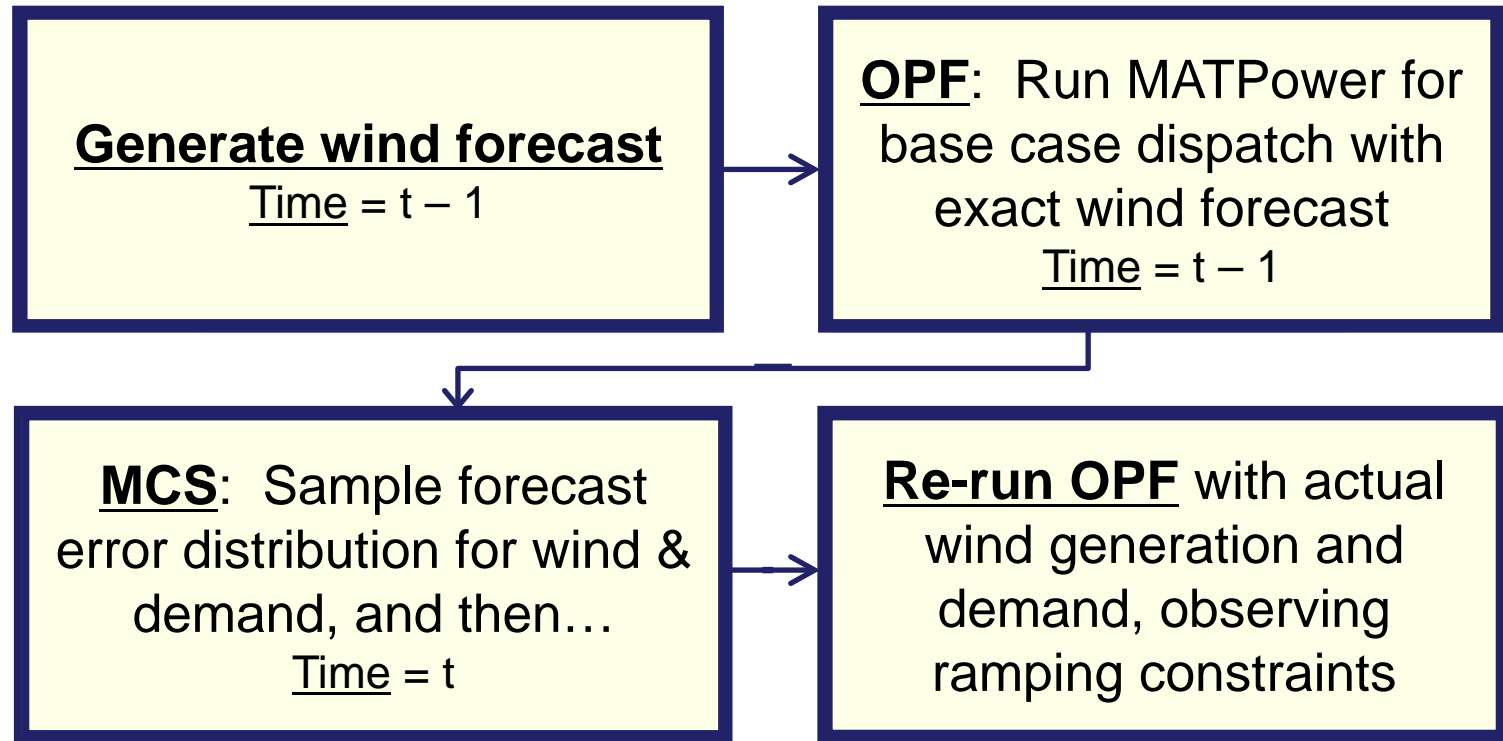 Generate wind forecast
Time = t – 1
OPF:  Run MATPower for
base case dispatch with
exact wind forecast
Time = t – 1
MCS:  Sample forecast
error distribution for wind &
demand, and then…
Time = t
Re-run OPF with actual
wind generation and
demand, observing
ramping constraints